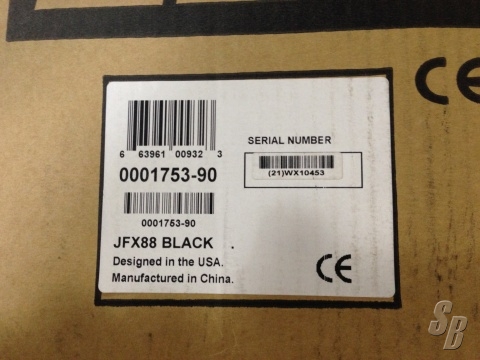 CE
6 63961 00932 3
SERIAL NUMBER
(21)WX10453
0001753-90
0001753-90
JFX88 BLACK
Designed in the USA.
Manufactured in China.
CE
SB